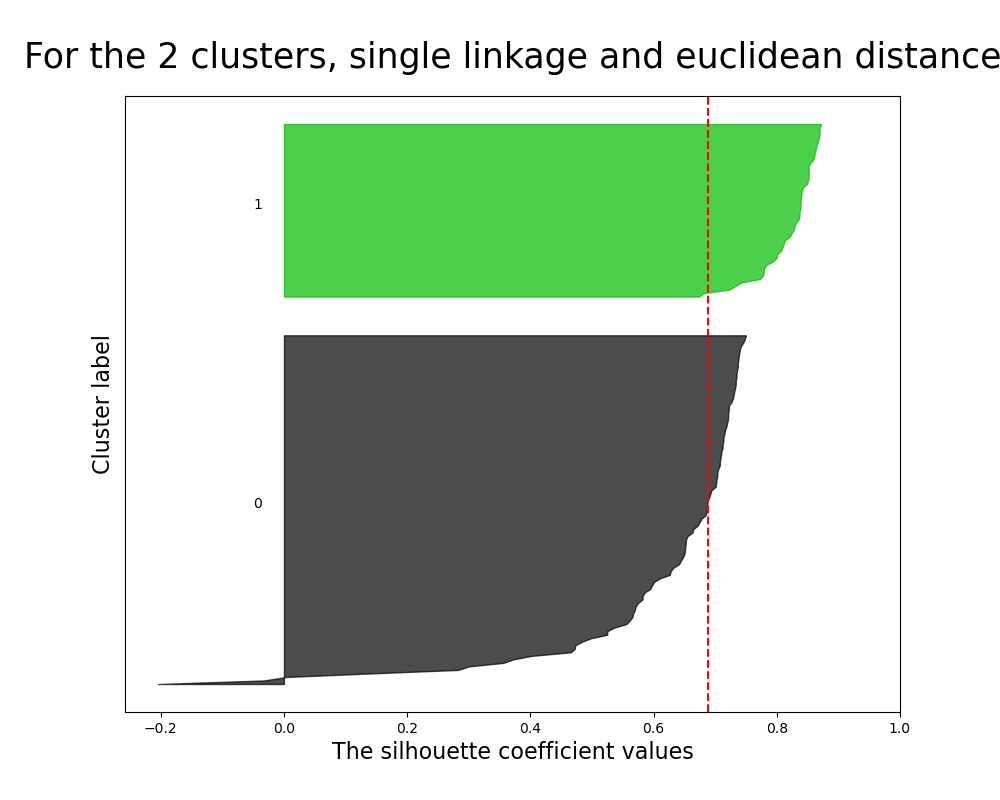 For the 2 clusters, single linkage and euclidean distance
1
Cluster label
0
−0.2 0.0 0.2 0.4 0.6 0.8 1.0
The silhouette coefficient values